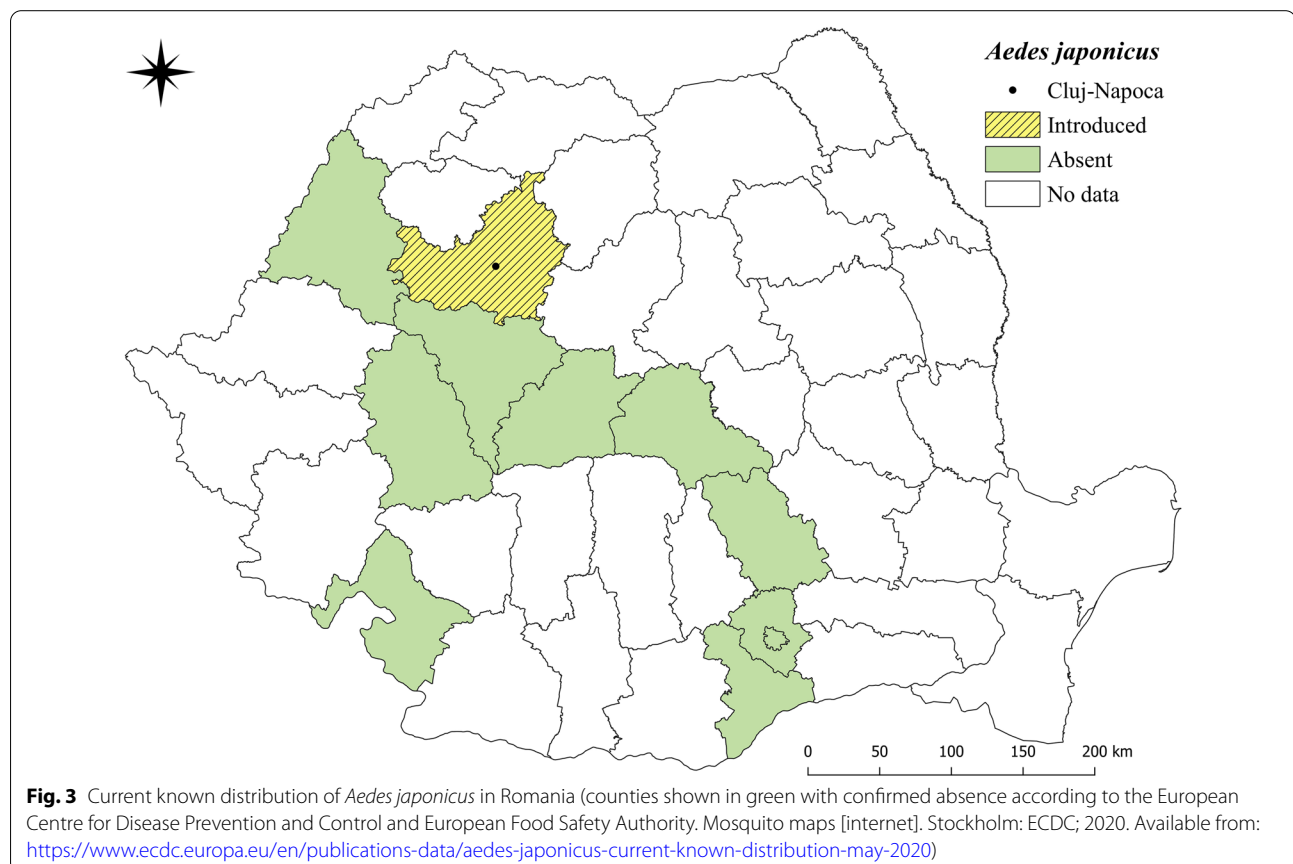 Aedes japonicus
Cluj-Napoca
Introduced
Absent
No data
0 50 100 150 200 km
Fig. 3 Current known distribution of Aedes japonicus in Romania (counties shown in green with confirmed absence according to the European
Centre for Disease Prevention and Control and European Food Safety Authority. Mosquito maps [internet]. Stockholm: ECDC; 2020. Available from:
https://www.ecdc.europa.eu/en/publications-data/aedes-japonicus-current-known-distribution-may-2020)